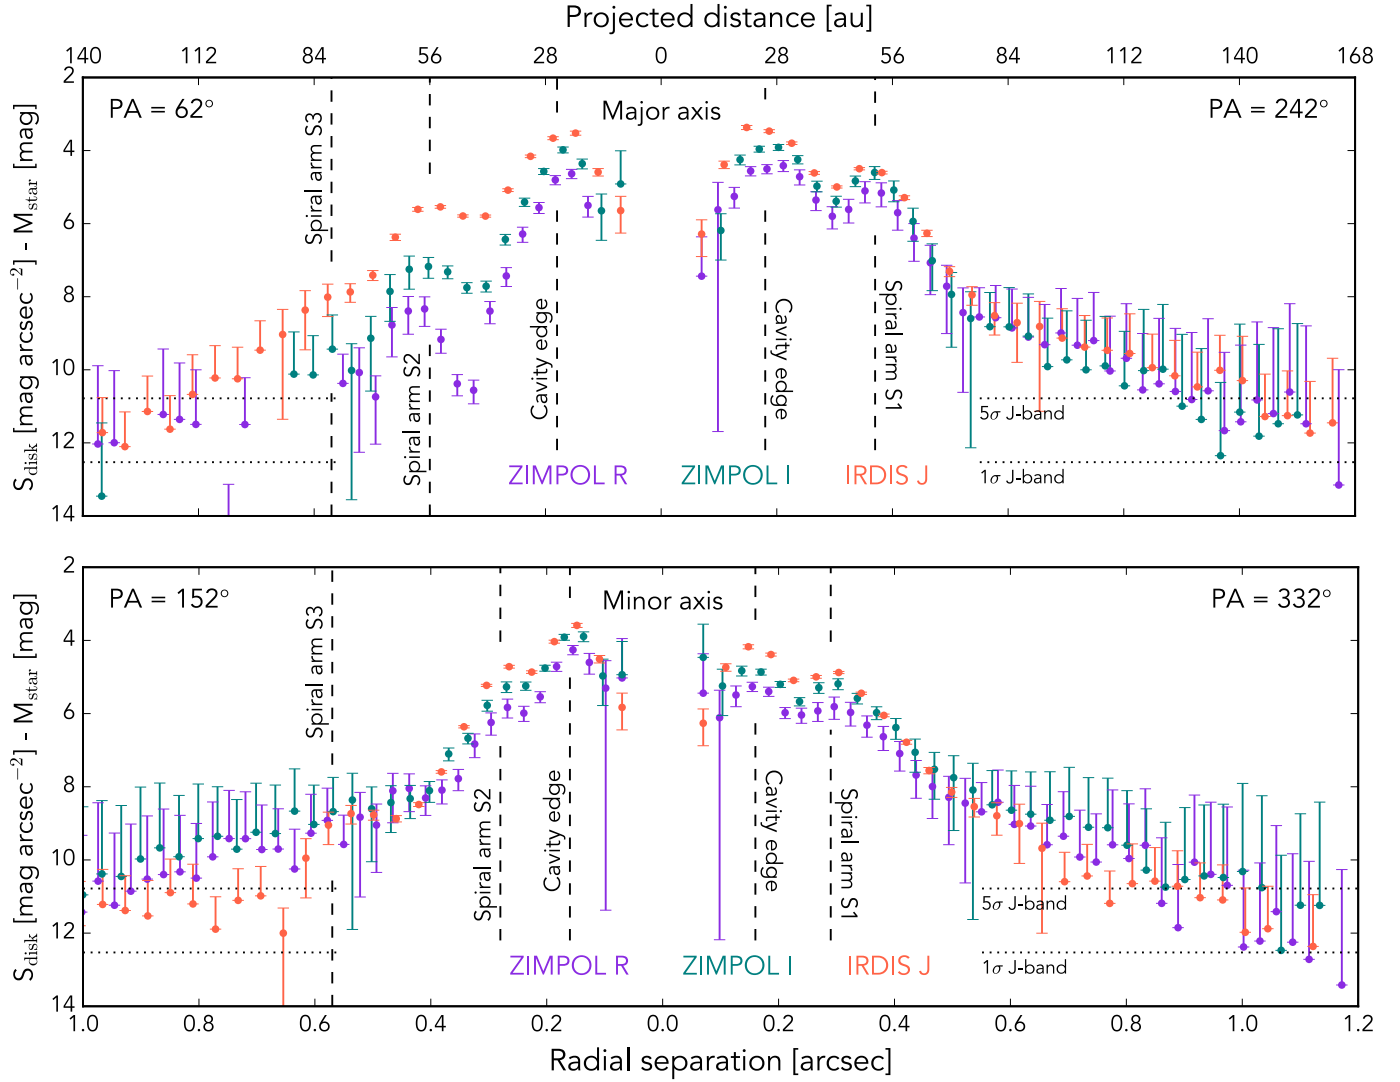 Projected distance [au]
140 112 84 56 28 0 28 56 84 112 140 168
2
4
6
8
10
12
14
S_disk [mag arcsec⁻²] - M_star [mag]
PA = 62°
Major axis
PA = 242°
Spiral arm S3
Spiral arm S2
Cavity edge
Cavity edge
Spiral arm S1
5σ J-band
1σ J-band
ZIMPOL R
ZIMPOL I
IRDIS J
2
4
6
8
10
12
14
S_disk [mag arcsec⁻²] - M_star [mag]
PA = 152°
Minor axis
PA = 332°
Spiral arm S3
Spiral arm S2
Cavity edge
Cavity edge
Spiral arm S1
5σ J-band
1σ J-band
ZIMPOL R
ZIMPOL I
IRDIS J
1.0 0.8 0.6 0.4 0.2 0.0 0.2 0.4 0.6 0.8 1.0 1.2
Radial separation [arcsec]